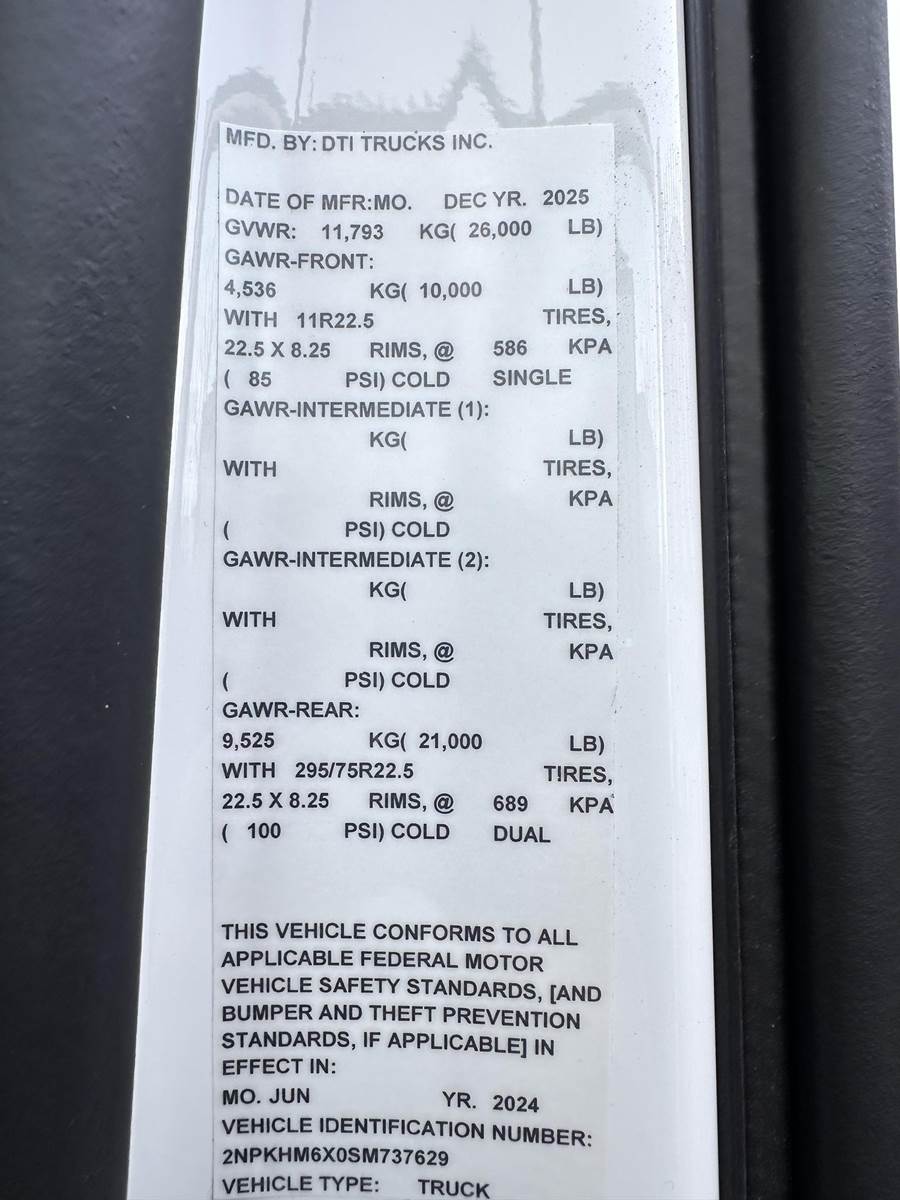 MFD. BY: DTI TRUCKS INC.
DATE OF MFR:MO. DEC YR. 2025
GVWR: 11,793 KG( 26,000 LB)
GAWR-FRONT:
4,536 KG( 10,000 LB)
WITH 11R22.5 TIRES,
22.5 X 8.25 RIMS, @ 586 KPA
( 85 PSI) COLD SINGLE
GAWR-INTERMEDIATE (1):
KG( LB)
WITH TIRES,
RIMS, @ KPA
( PSI) COLD
GAWR-INTERMEDIATE (2):
KG( LB)
WITH TIRES,
RIMS, @ KPA
( PSI) COLD
GAWR-REAR:
9,525 KG( 21,000 LB)
WITH 295/75R22.5 TIRES,
22.5 X 8.25 RIMS, @ 689 KPA
( 100 PSI) COLD DUAL
THIS VEHICLE CONFORMS TO ALL
APPLICABLE FEDERAL MOTOR
VEHICLE SAFETY STANDARDS, [AND
BUMPER AND THEFT PREVENTION
STANDARDS, IF APPLICABLE] IN
EFFECT IN:
MO. JUN YR. 2024
VEHICLE IDENTIFICATION NUMBER:
2NPKHM6X0SM737629
VEHICLE TYPE: TRUCK